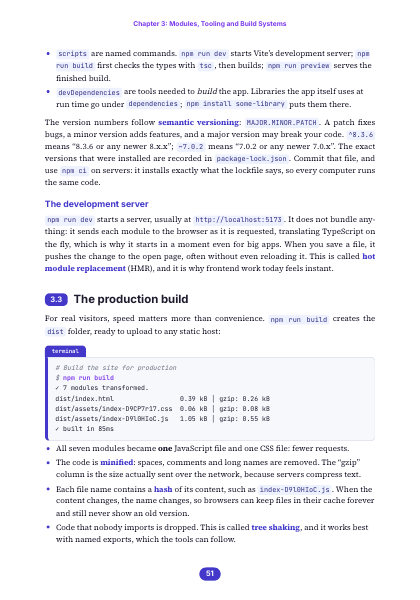 Chapter 3: Modules, Tooling and Build Systems
• scripts are named commands. npm run dev starts Vite's development server; npm
run build first checks the types with tsc, then builds; npm run preview serves the
finished build.
• devDependencies are tools needed to build the app. Libraries the app itself uses at
run time go under dependencies; npm install some-library puts them there.
The version numbers follow semantic versioning: MAJOR.MINOR.PATCH. A patch fixes
bugs, a minor version adds features, and a major version may break your code. ^8.3.6
means “8.3.6 or any newer 8.x.x”; ~7.0.2 means “7.0.2 or any newer 7.0.x”. The exact
versions that were installed are recorded in package-lock.json. Commit that file, and
use npm ci on servers: it installs exactly what the lockfile says, so every computer runs
the same code.
The development server
npm run dev starts a server, usually at http://localhost:5173. It does not bundle any-
thing: it sends each module to the browser as it is requested, translating TypeScript on
the fly, which is why it starts in a moment even for big apps. When you save a file, it
pushes the change to the open page, often without even reloading it. This is called hot
module replacement (HMR), and it is why frontend work today feels instant.
3.3 The production build
For real visitors, speed matters more than convenience. npm run build creates the
dist folder, ready to upload to any static host:
terminal
# Build the site for production
$ npm run build
✓ 7 modules transformed.
dist/index.html 0.39 kB | gzip: 0.26 kB
dist/assets/index-D9CP7r17.css 0.06 kB | gzip: 0.08 kB
dist/assets/index-D9l0HIoC.js 1.05 kB | gzip: 0.55 kB
✓ built in 85ms
• All seven modules became one JavaScript file and one CSS file: fewer requests.
• The code is minified: spaces, comments and long names are removed. The “gzip”
column is the size actually sent over the network, because servers compress text.
• Each file name contains a hash of its content, such as index-D9l0HIoC.js. When the
content changes, the name changes, so browsers can keep files in their cache forever
and still never show an old version.
• Code that nobody imports is dropped. This is called tree shaking, and it works best
with named exports, which the tools can follow.
51